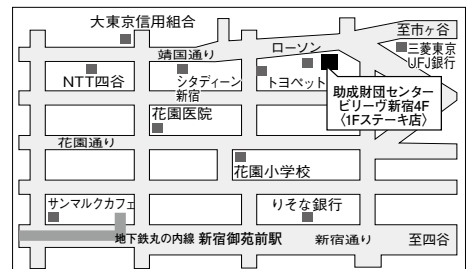 大東京信用組合
至市ヶ谷
靖国通り
ローソン
三菱東京
UFJ銀行
NTT四谷
シタディーン
新宿
トヨペット
助成財団センター
ビリーヴ新宿4F
〈1Fステーキ店〉
花園医院
花園通り
花園小学校
サンマルクカフェ
りそな銀行
地下鉄丸の内線 新宿御苑前駅
新宿通り
至四谷